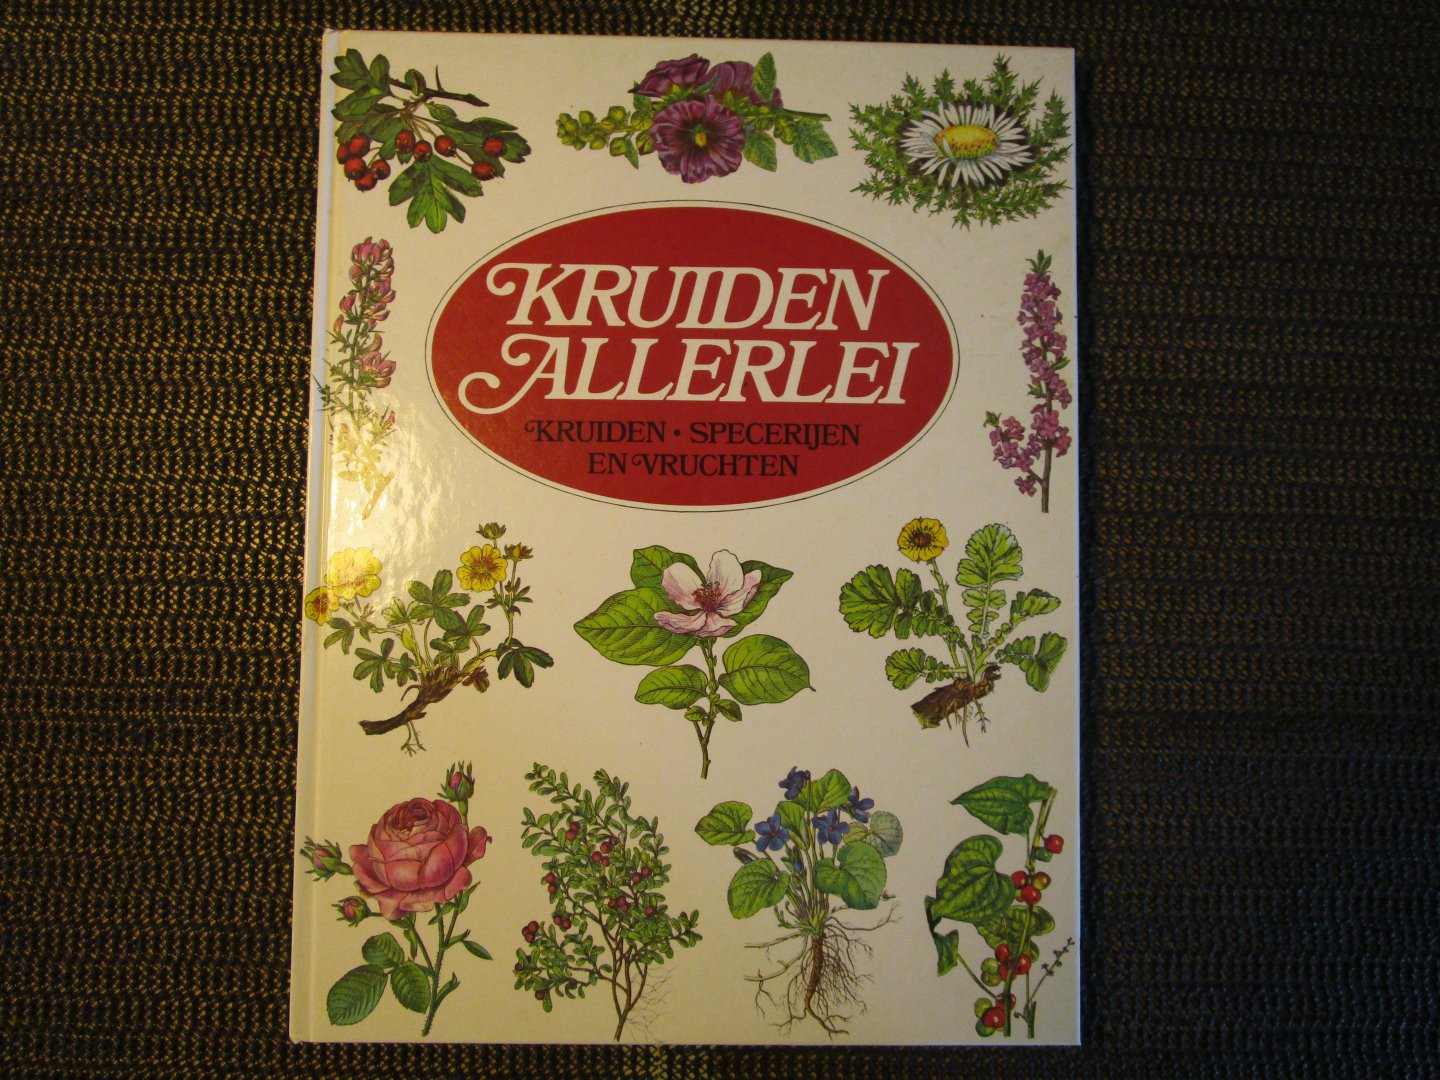 KRUIDEN
ALLERLEI
KRUIDEN • SPECERIJEN
EN VRUCHTEN